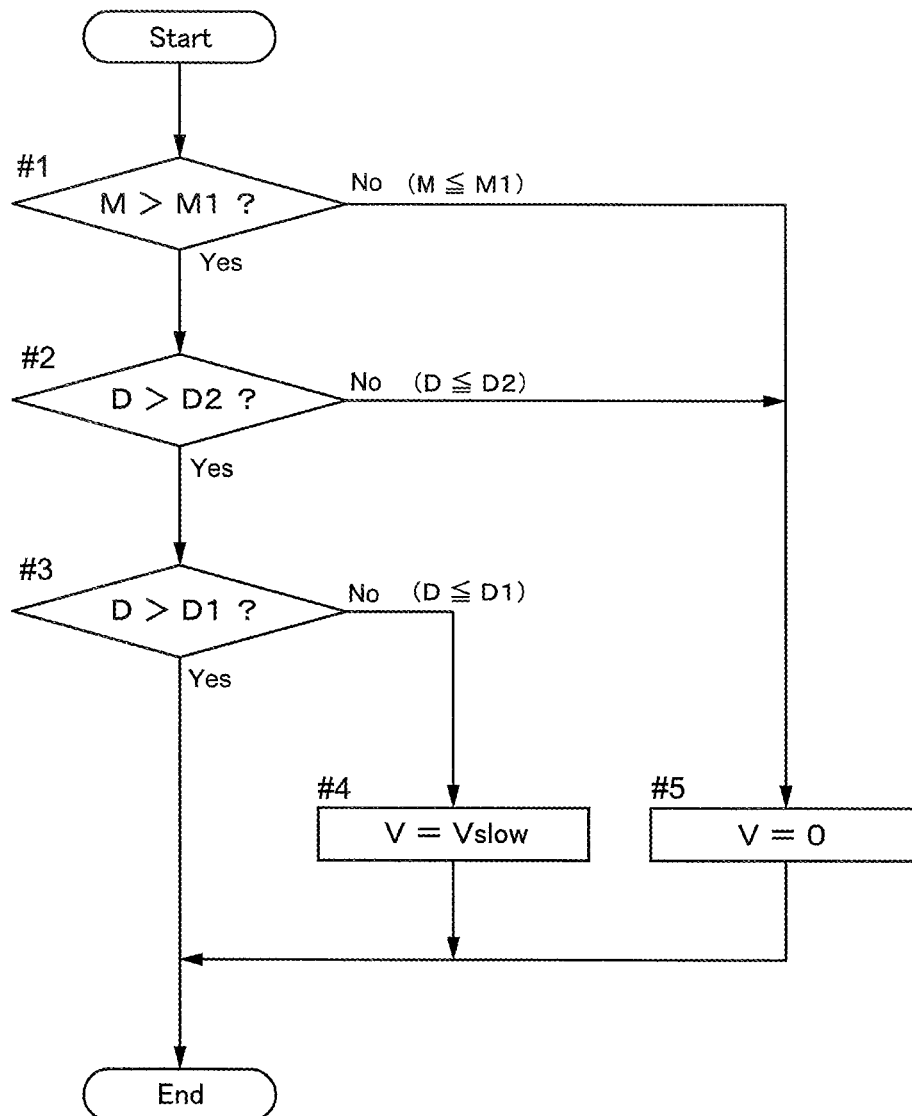 Start
#1
M > M1 ?
No (M ≦ M1)
Yes
#2
D > D2 ?
No (D ≦ D2)
Yes
#3
D > D1 ?
No (D ≦ D1)
Yes
#4
V = Vslow
#5
V = 0
End